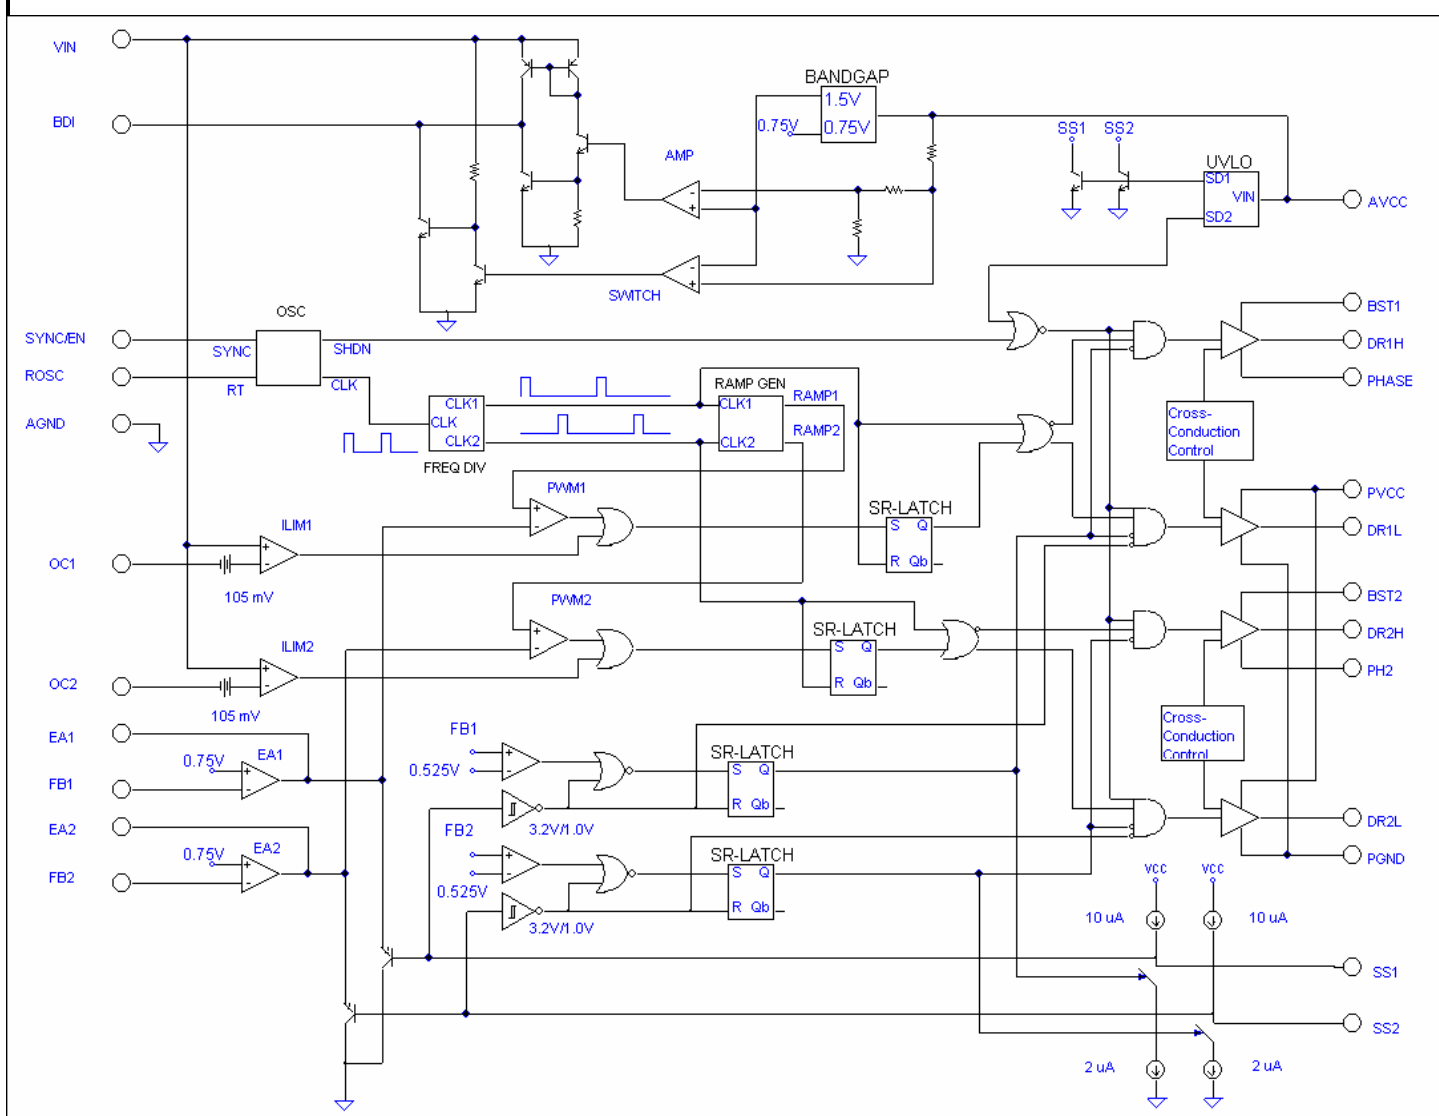 VIN
BANDGAP
1.5V
BDI
0.75V
0.75V
SS1
SS2
AMP
UVLO
SD1
VIN
SD2
AVCC
SWITCH
OSC
BST1
SYNC/EN
SYNC
SHDN
DR1H
ROSC
RT
CLK
RAMP GEN
PHASE
CLK1
CLK1
RAMP1
AGND
CLK
Cross-
Conduction
Control
CLK2
CLK2
RAMP2
FREQ DIV
PWM1
PVCC
SR-LATCH
ILIM1
S
Q
DR1L
OC1
R
Qb
105 mV
PWM2
BST2
SR-LATCH
DR2H
ILIM2
S
Q
PH2
OC2
R
Qb
105 mV
Cross-
Conduction
Control
EA1
FB1
0.75V
EA1
SR-LATCH
0.525V
S
Q
FB1
R
Qb
3.2V/1.0V
DR2L
EA2
FB2
0.75V
EA2
SR-LATCH
PGND
FB2
S
Q
VCC
VCC
0.525V
R
Qb
10 uA
10 uA
3.2V/1.0V
SS1
SS2
2 uA
2 uA